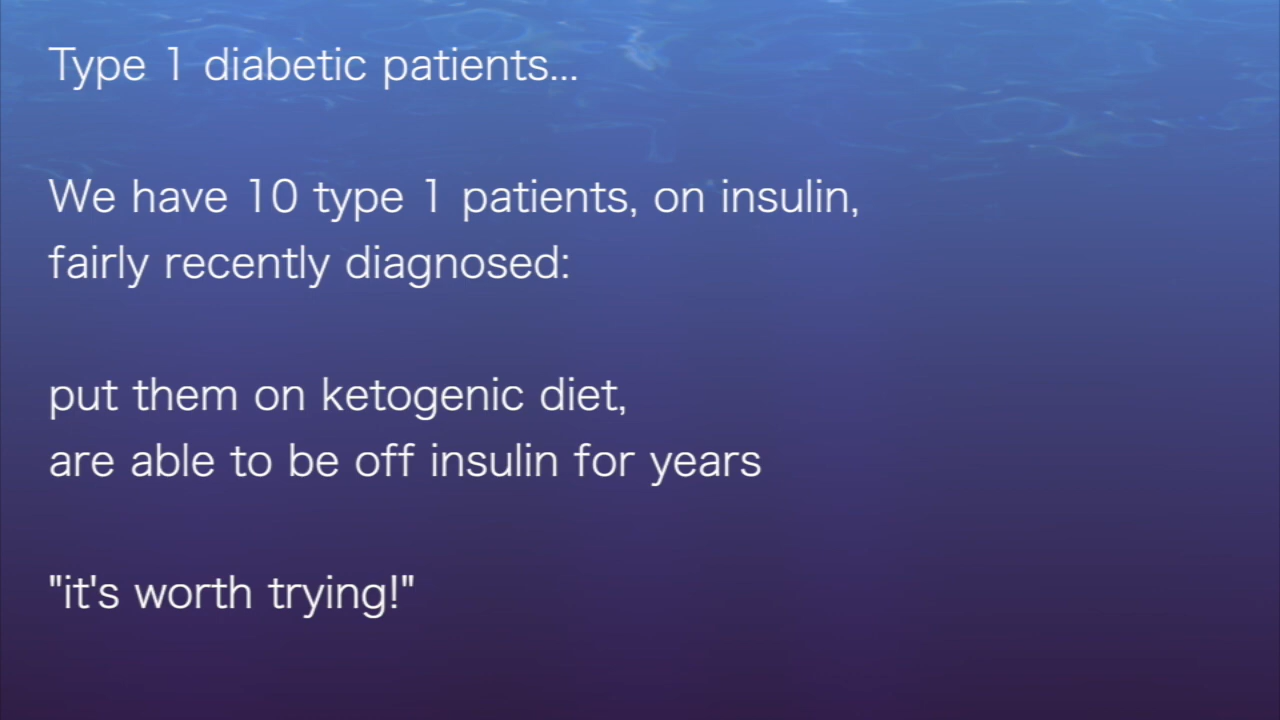 Type 1 diabetic patients...
We have 10 type 1 patients, on insulin,
fairly recently diagnosed:
put them on ketogenic diet,
are able to be off insulin for years
"it's worth trying!"